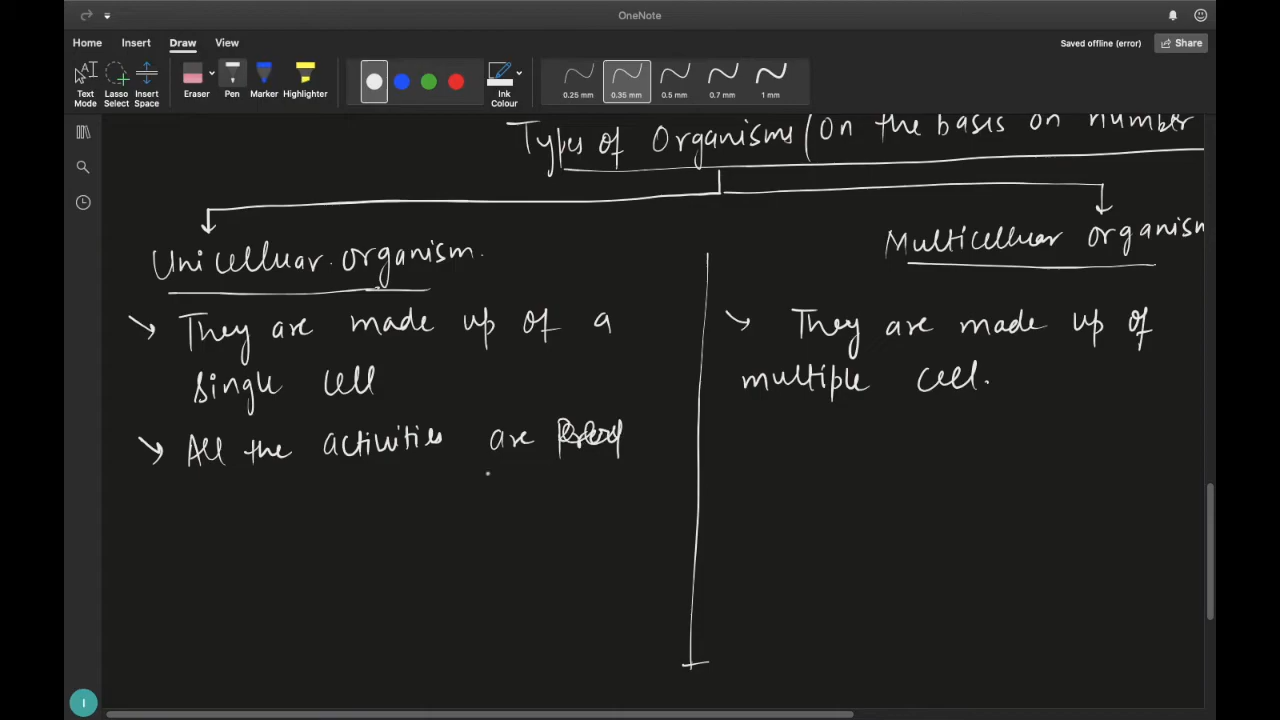 OneNote
Home Insert Draw View
Saved offline (error) Share
Text Mode
Lasso Select
Insert Space
Eraser
Pen
Marker
Highlighter
Ink Colour
0.25 mm
0.35 mm
0.5 mm
0.7 mm
1 mm
Types of Organisms (On the basis on number
Unicelluar organism.
Multicelluar organism
They are made up of a
single cell
All the activities are
They are made up of
multiple cell.
I